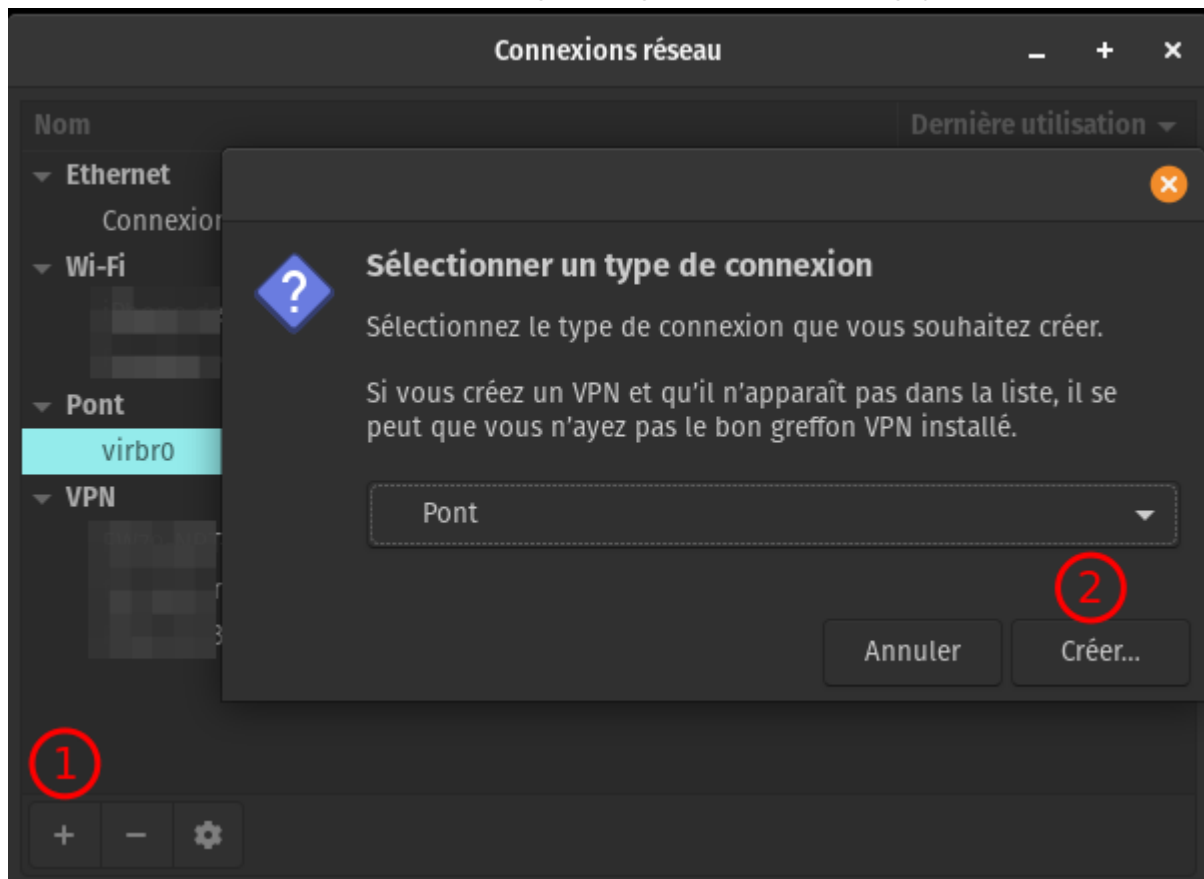 Connexions réseau
Nom
Dernière utilisation
Ethernet
Connexion
Wi-Fi
Pont
virbr0
VPN
Sélectionner un type de connexion
Sélectionnez le type de connexion que vous souhaitez créer.
Si vous créez un VPN et qu'il n'apparaît pas dans la liste, il se
peut que vous n'ayez pas le bon greffon VPN installé.
Pont
2
Annuler
Créer...
1